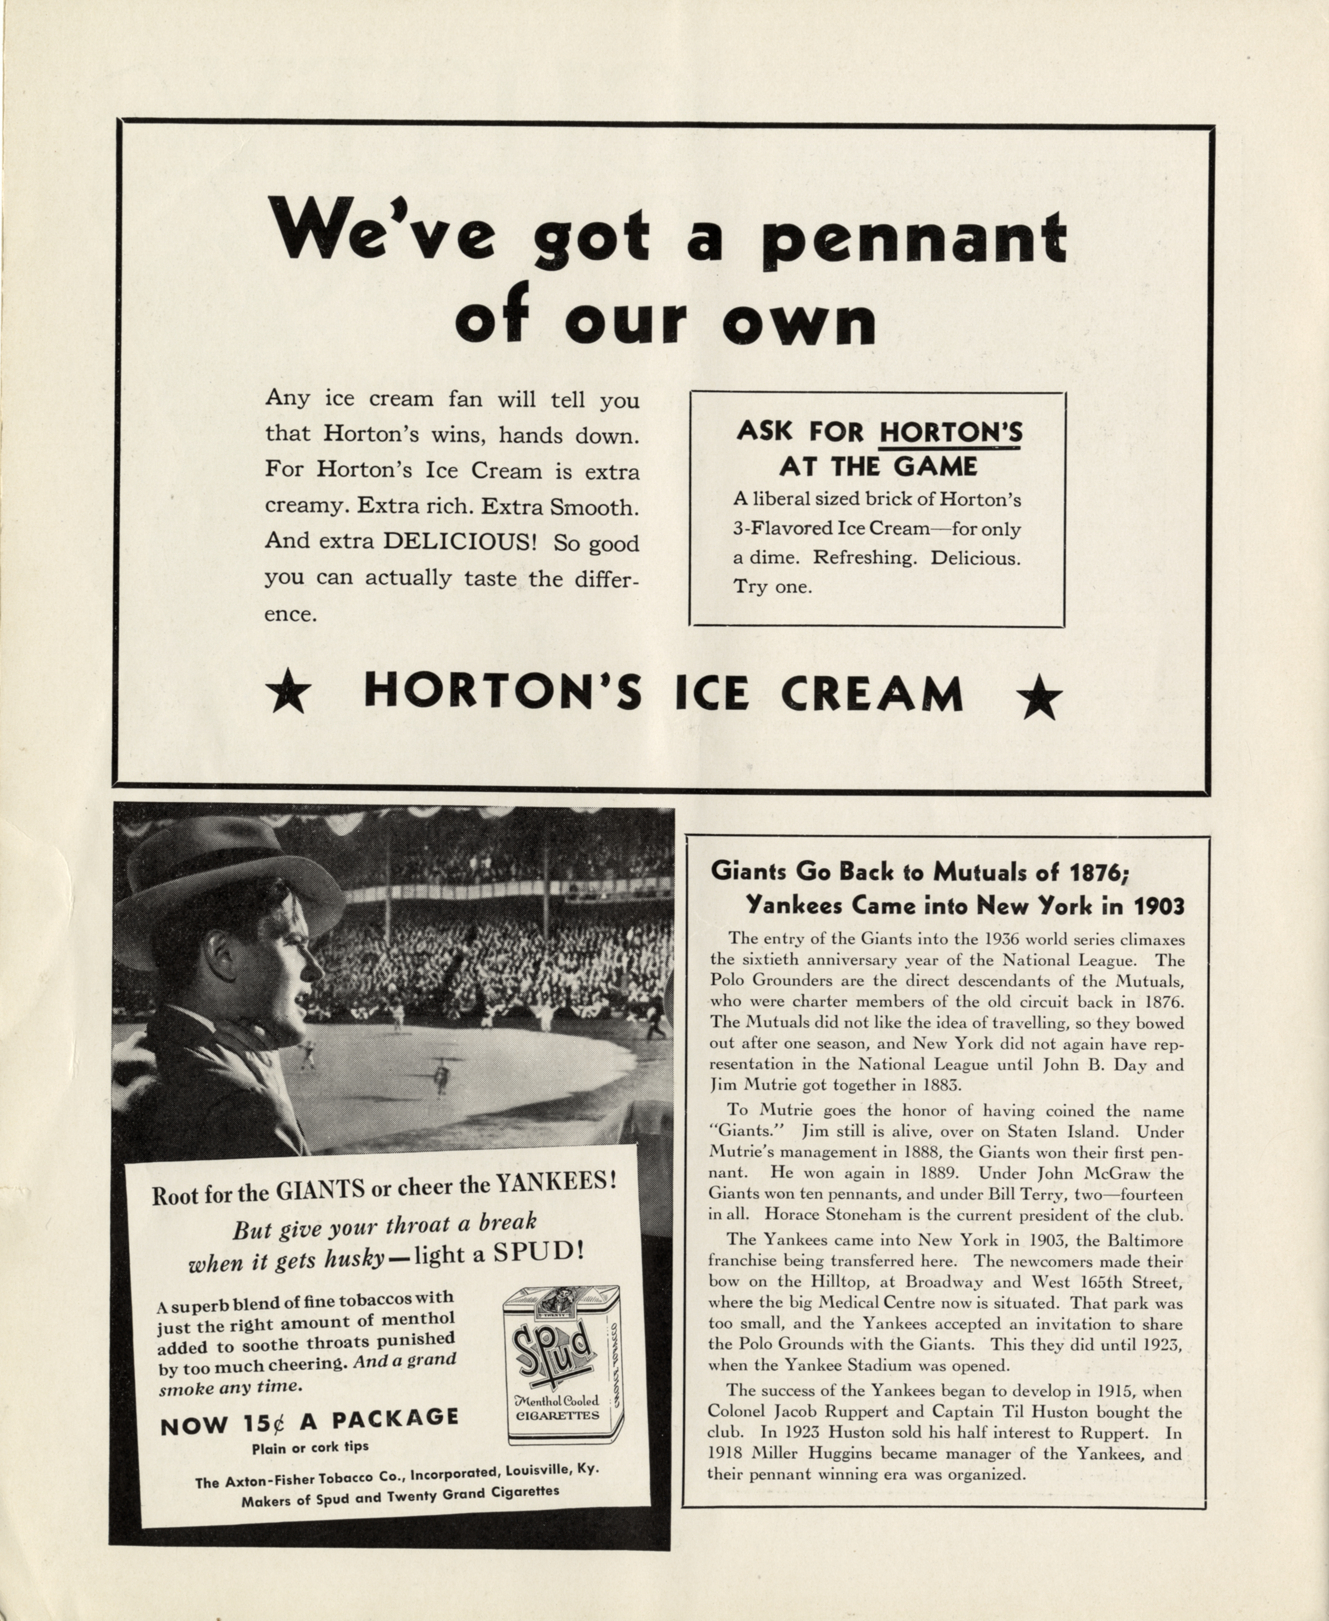 We've got a pennant
of our own
Any ice cream fan will tell you
that Horton's wins, hands down.
For Horton's Ice Cream is extra
creamy. Extra rich. Extra Smooth.
And extra DELICIOUS! So good
you can actually taste the differ-
ence.
ASK FOR HORTON'S
AT THE GAME
A liberal sized brick of Horton's
3-Flavored Ice Cream—for only
a dime. Refreshing. Delicious.
Try one.
★ HORTON'S ICE CREAM ★
Root for the GIANTS or cheer the YANKEES!
But give your throat a break
when it gets husky—light a SPUD!
A superb blend of fine tobaccos with
just the right amount of menthol
added to soothe throats punished
by too much cheering. And a grand
smoke any time.
NOW 15¢ A PACKAGE
Plain or cork tips
Spud
Menthol Cooled
CIGARETTES
The Axton-Fisher Tobacco Co., Incorporated, Louisville, Ky.
Makers of Spud and Twenty Grand Cigarettes
Giants Go Back to Mutuals of 1876;
Yankees Came into New York in 1903
The entry of the Giants into the 1936 world series climaxes
the sixtieth anniversary year of the National League. The
Polo Grounders are the direct descendants of the Mutuals,
who were charter members of the old circuit back in 1876.
The Mutuals did not like the idea of travelling, so they bowed
out after one season, and New York did not again have rep-
resentation in the National League until John B. Day and
Jim Mutrie got together in 1883.
To Mutrie goes the honor of having coined the name
"Giants." Jim still is alive, over on Staten Island. Under
Mutrie's management in 1888, the Giants won their first pen-
nant. He won again in 1889. Under John McGraw the
Giants won ten pennants, and under Bill Terry, two—fourteen
in all. Horace Stoneham is the current president of the club.
The Yankees came into New York in 1903, the Baltimore
franchise being transferred here. The newcomers made their
bow on the Hilltop, at Broadway and West 165th Street,
where the big Medical Centre now is situated. That park was
too small, and the Yankees accepted an invitation to share
the Polo Grounds with the Giants. This they did until 1923,
when the Yankee Stadium was opened.
The success of the Yankees began to develop in 1915, when
Colonel Jacob Ruppert and Captain Til Huston bought the
club. In 1923 Huston sold his half interest to Ruppert. In
1918 Miller Huggins became manager of the Yankees, and
their pennant winning era was organized.